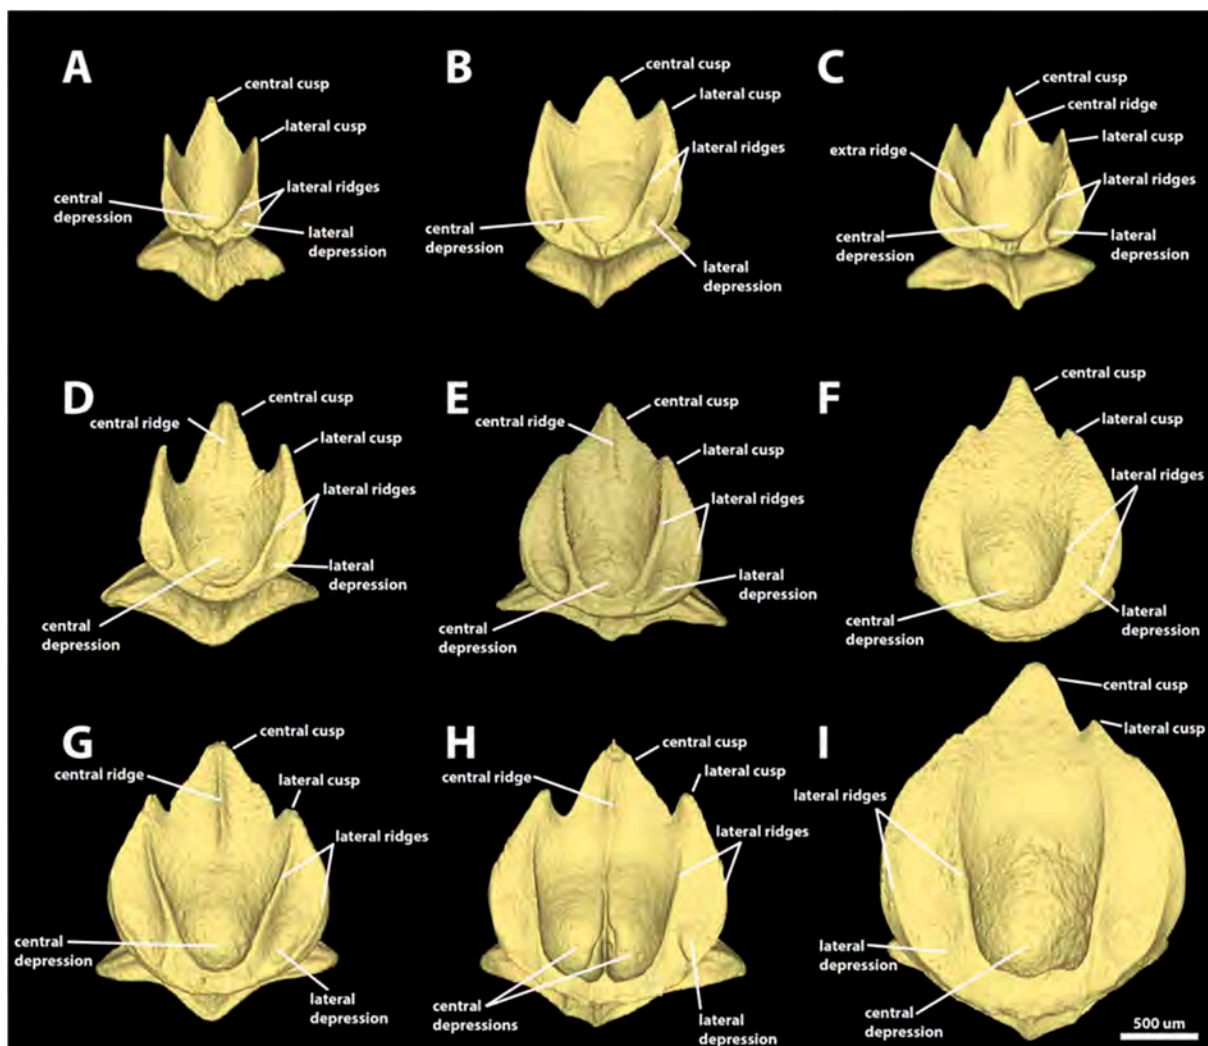 A
central cusp
lateral cusp
lateral ridges
central
depression
lateral
depression
B
central cusp
lateral cusp
lateral ridges
central
depression
lateral
depression
C
central cusp
central ridge
lateral cusp
extra ridge
lateral ridges
central
depression
lateral
depression
D
central cusp
central ridge
lateral cusp
lateral ridges
lateral
depression
central
depression
E
central cusp
central ridge
lateral cusp
lateral ridges
lateral
depression
central
depression
F
central cusp
lateral cusp
lateral ridges
central
depression
lateral
depression
G
central cusp
central ridge
lateral cusp
lateral ridges
central
depression
lateral
depression
H
central cusp
central ridge
lateral cusp
lateral ridges
central
depressions
lateral
depression
I
central cusp
lateral cusp
lateral ridges
lateral
depression
central
depression
500 um